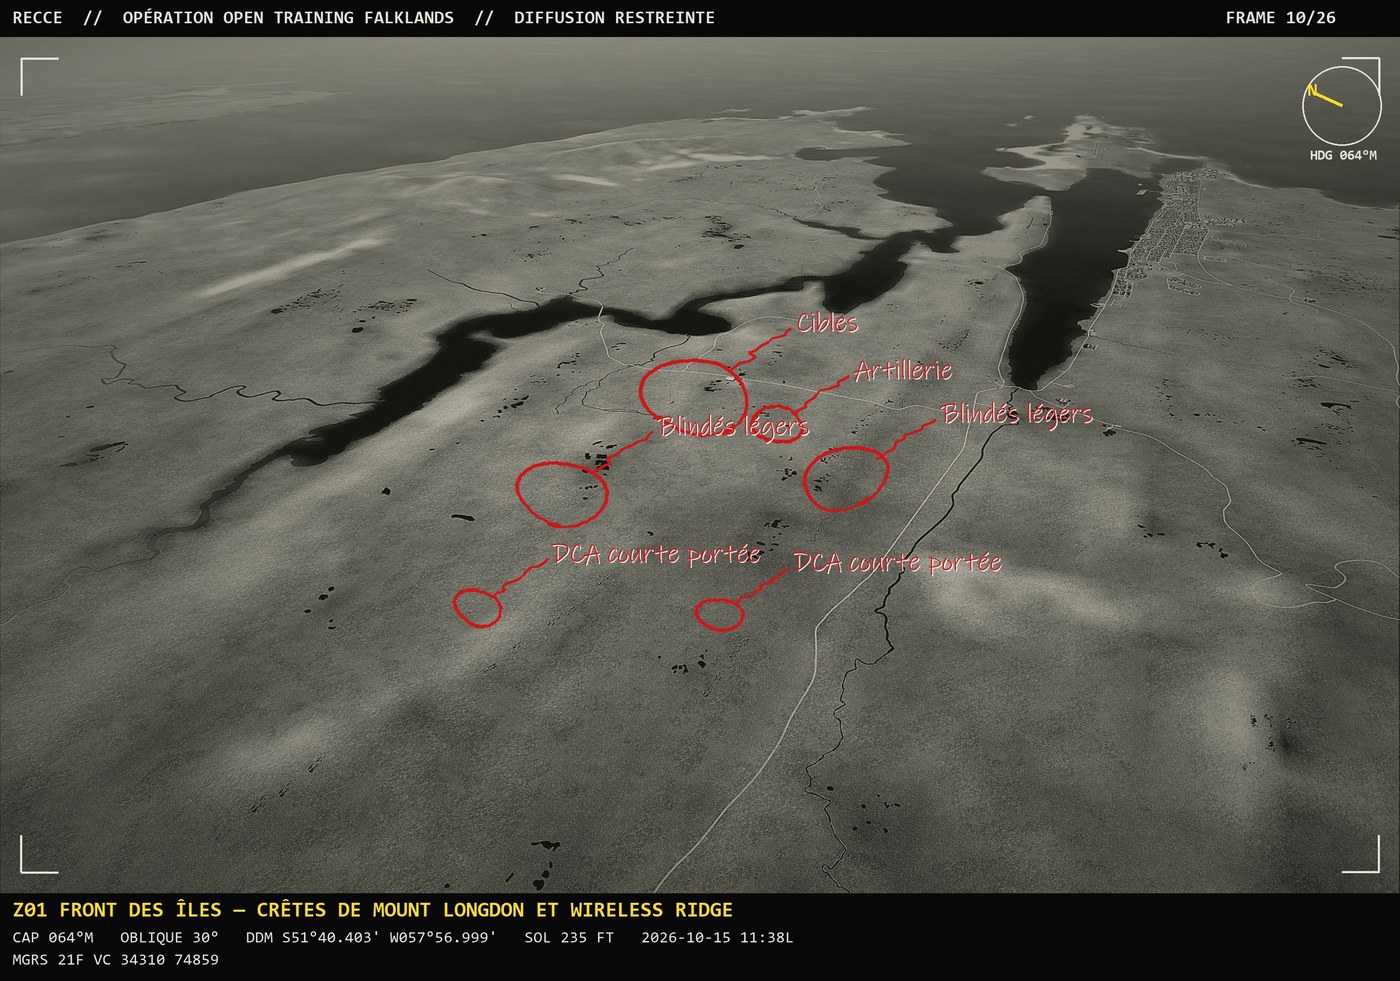 RECCE // OPÉRATION OPEN TRAINING FALKLANDS // DIFFUSION RESTREINTE
FRAME 10/26
N
HDG 064°M
Cibles
Artillerie
Blindés légers
Blindés légers
DCA courte portée
DCA courte portée
Z01 FRONT DES ÎLES — CRÊTES DE MOUNT LONGDON ET WIRELESS RIDGE
CAP 064°M OBLIQUE 30° DDM S51°40.403' W057°56.999' SOL 235 FT 2026-10-15 11:38L
MGRS 21F VC 34310 74859